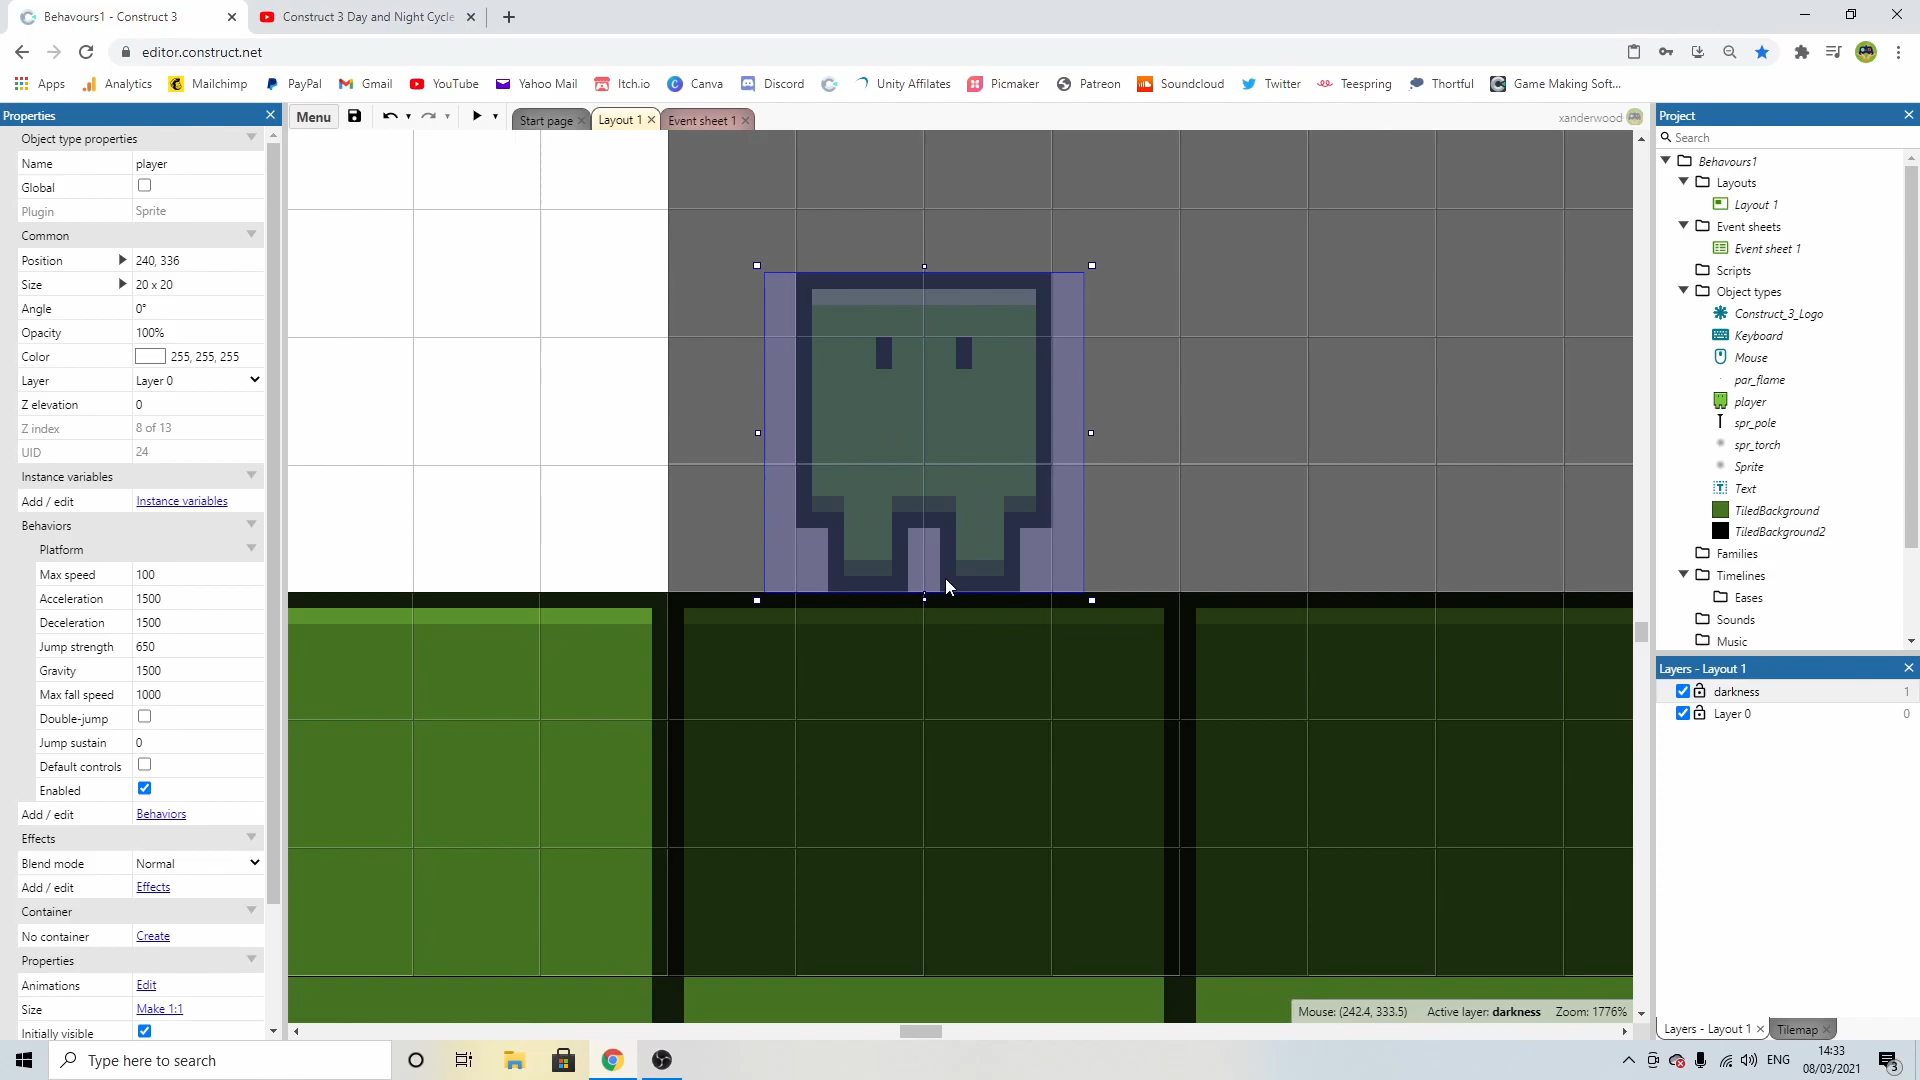 Behavours1 - Construct 3
Construct 3 Day and Night Cycle
editor.construct.net
Apps Analytics Mailchimp PayPal Gmail YouTube Yahoo Mail Itch.io Canva Discord Unity Affilates Picmaker Patreon Soundcloud Twitter Teespring Thortful Game Making Soft...
Properties
Menu
Start page
Layout 1
Event sheet 1
xanderwood
Project
Object type properties
Name player
Global
Plugin Sprite
Common
Position 240, 336
Size 20 x 20
Angle 0°
Opacity 100%
Color 255, 255, 255
Layer Layer 0
Z elevation 0
Z index 8 of 13
UID 24
Instance variables
Add / edit Instance variables
Behaviors
Platform
Max speed 100
Acceleration 1500
Deceleration 1500
Jump strength 650
Gravity 1500
Max fall speed 1000
Double-jump
Jump sustain 0
Default controls
Enabled
Add / edit Behaviors
Effects
Blend mode Normal
Add / edit Effects
Container
No container Create
Properties
Animations Edit
Size Make 1:1
Initially visible
Mouse: (242.4, 333.5) Active layer: darkness Zoom: 1776%
Search
Behavours1
Layouts
Layout 1
Event sheets
Event sheet 1
Scripts
Object types
Construct_3_Logo
Keyboard
Mouse
par_flame
player
spr_pole
spr_torch
Sprite
Text
TiledBackground
TiledBackground2
Families
Timelines
Eases
Sounds
Music
Layers - Layout 1
darkness 1
Layer 0 0
Layers - Layout 1
Tilemap
Type here to search
ENG
14:33
08/03/2021
3